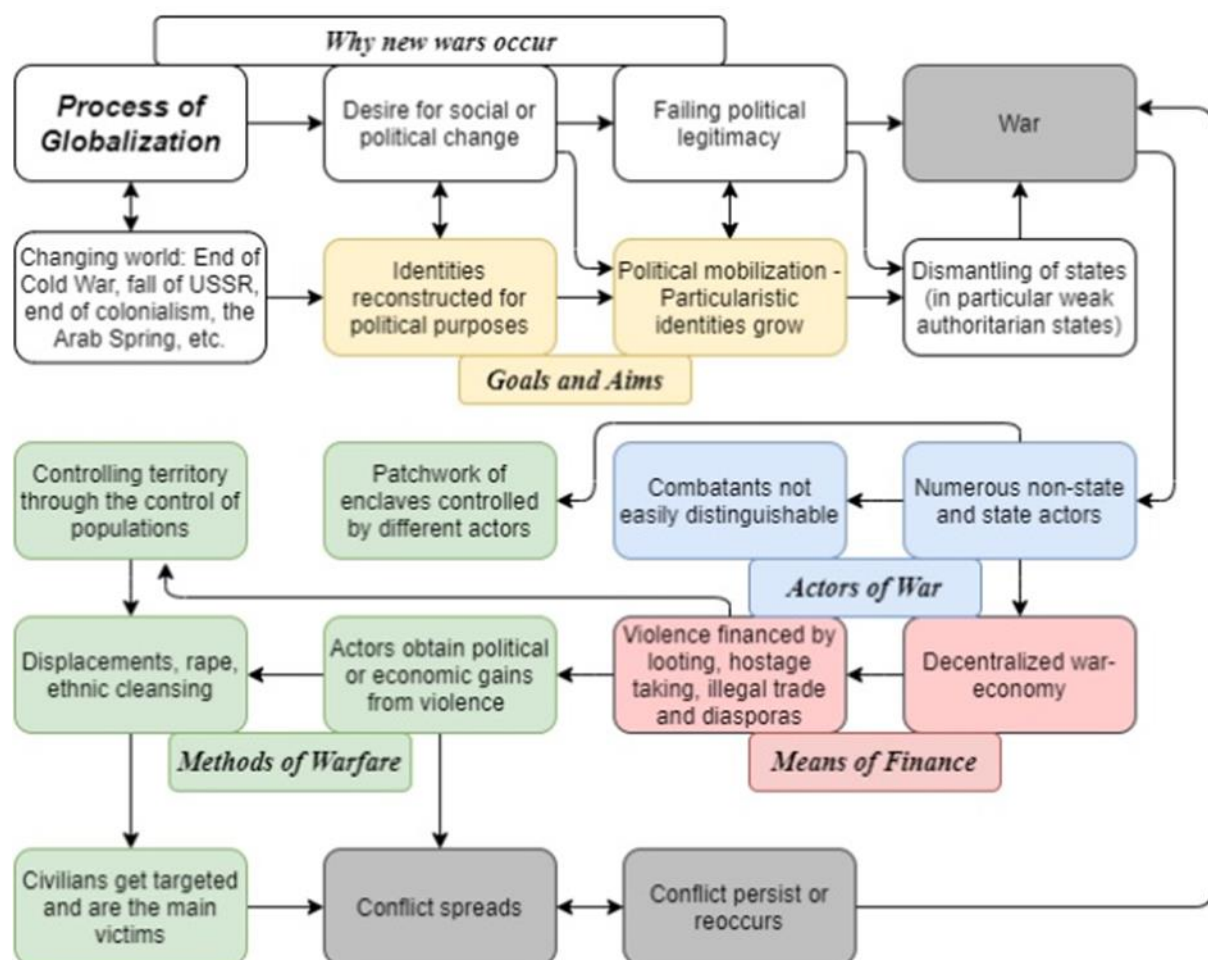 Why new wars occur
Process of
Globalization
Desire for social or
political change
Failing political
legitimacy
War
Changing world: End of
Cold War, fall of USSR,
end of colonialism, the
Arab Spring, etc.
Identities
reconstructed for
political purposes
Political mobilization -
Particularistic
identities grow
Dismantling of states
(in particular weak
authoritarian states)
Goals and Aims
Controlling territory
through the control of
populations
Patchwork of
enclaves controlled
by different actors
Combatants not
easily distinguishable
Numerous non-state
and state actors
Actors of War
Displacements, rape,
ethnic cleansing
Actors obtain political
or economic gains
from violence
Violence financed by
looting, hostage
taking, illegal trade
and diasporas
Decentralized war-
economy
Methods of Warfare
Means of Finance
Civilians get targeted
and are the main
victims
Conflict spreads
Conflict persist or
reoccurs